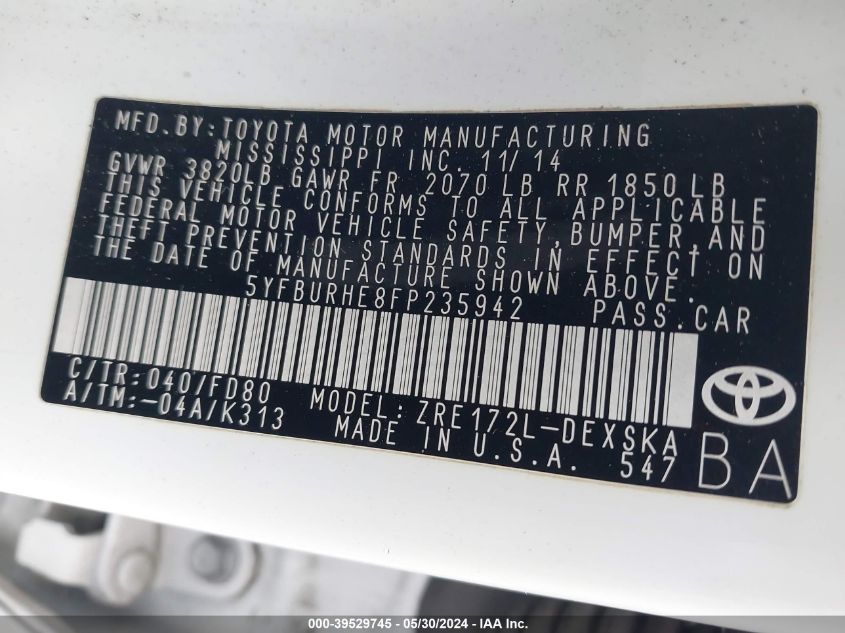 MFD.BY:TOYOTA MOTOR MANUFACTURING
MISSISSIPPI INC. 11/14
GVWR 3820LB GAWR FR 2070 LB RR 1850 LB
THIS VEHICLE CONFORMS TO ALL APPLICABLE
FEDERAL MOTOR VEHICLE SAFETY,BUMPER,AND
THEFT PREVENTION STANDARDS IN EFFECT ON
THE DATE OF MANUFACTURE SHOWN ABOVE.
5YFBURHE8FP235942 PASS.CAR
C/TR:040/FD80 MODEL:ZRE172L-DEXSKA
A/TM:-04A/K313 MADE IN U.S.A. 547
BA
000-39529745 - 05/30/2024 - IAA Inc.